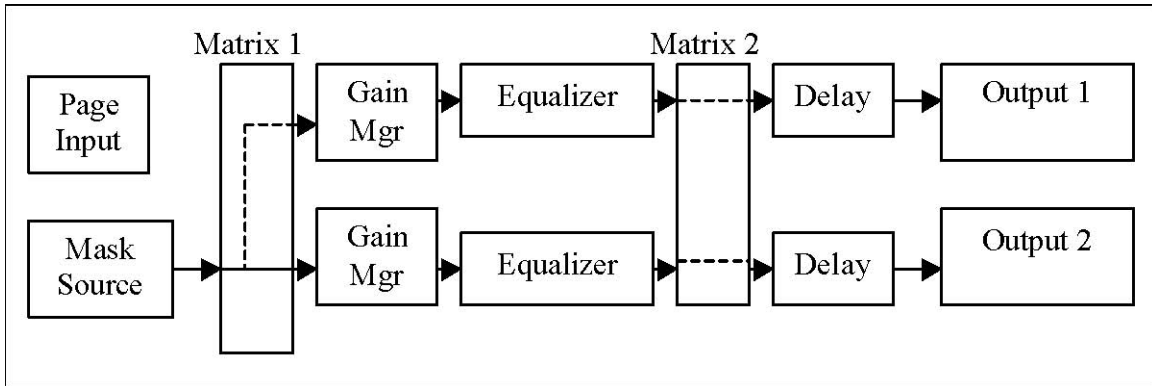 Matrix 1
Matrix 2
Page
Input
Gain
Mgr
Equalizer
Delay
Output 1
Mask
Source
Gain
Mgr
Equalizer
Delay
Output 2